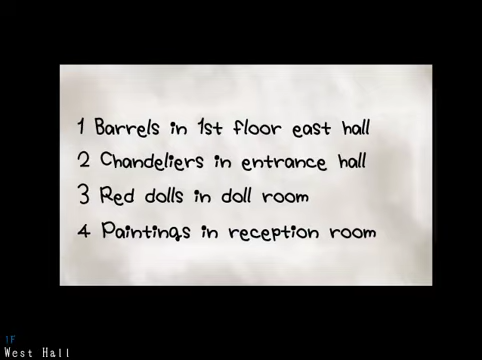 1 Barrels in 1st floor east hall
2 Chandeliers in entrance hall
3 Red dolls in doll room
4 Paintings in reception room
1F
West Hall